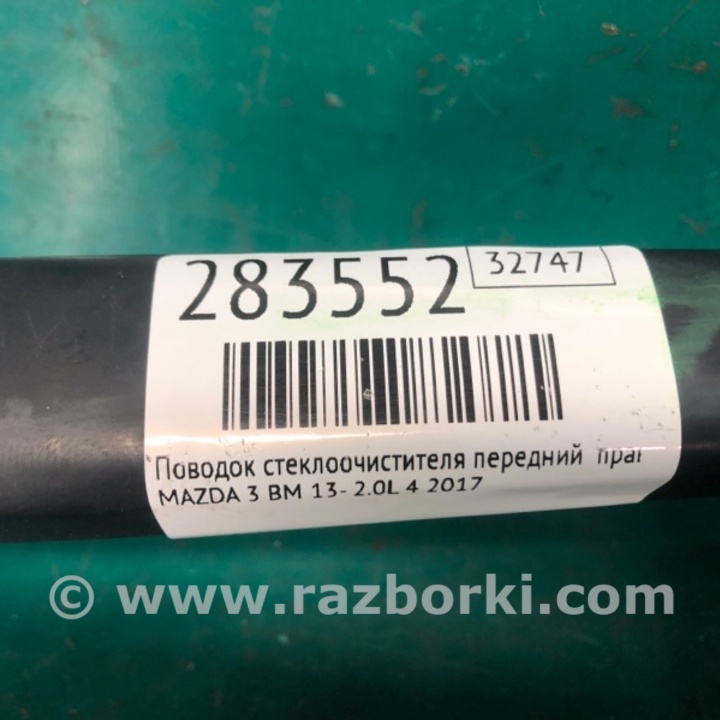 283552
32747
Поводок стеклоочистителя передний
MAZDA 3 BM 13- 2.0L 4 2017
© www.razborki.com